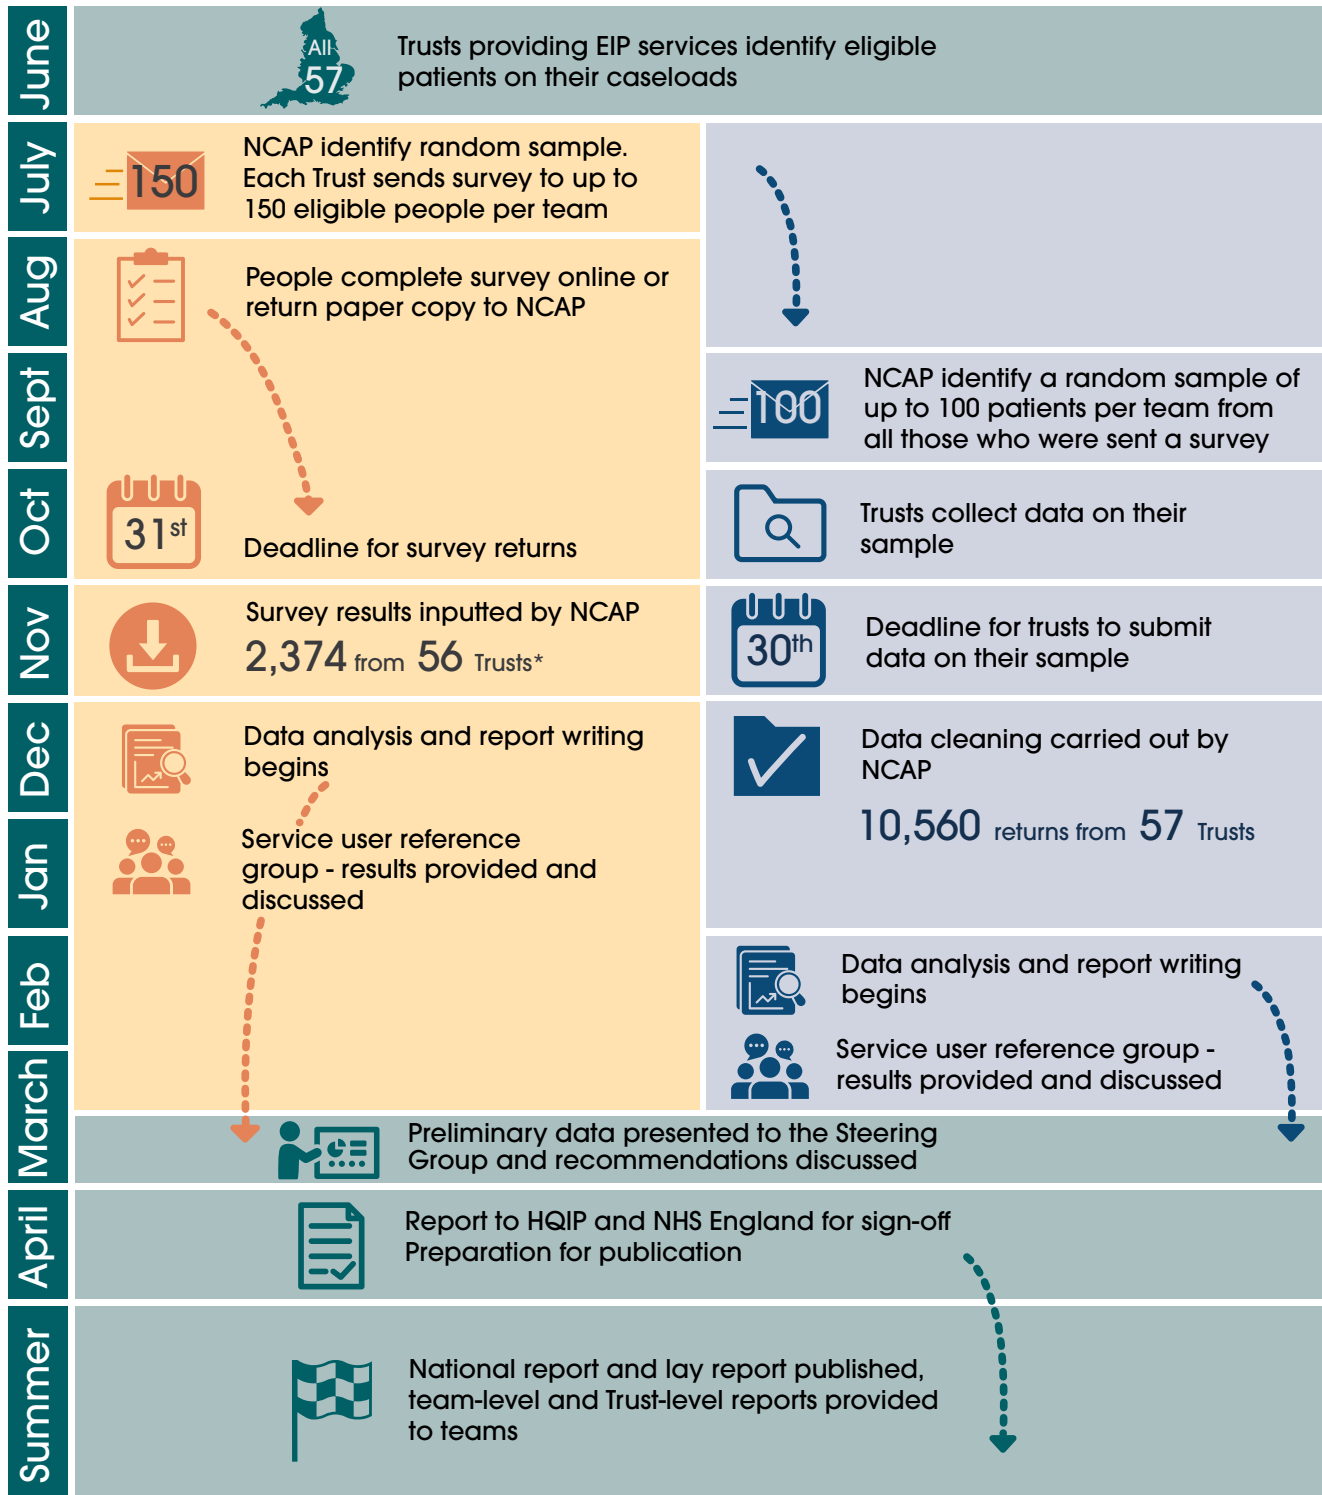 June
All
57
Trusts providing EIP services identify eligible
patients on their caseloads
July
150
NCAP identify random sample.
Each Trust sends survey to up to
150 eligible people per team
Aug
People complete survey online or
return paper copy to NCAP
Sept
100
NCAP identify a random sample of
up to 100 patients per team from
all those who were sent a survey
Oct
31st
Deadline for survey returns
Trusts collect data on their
sample
Nov
Survey results inputted by NCAP
2,374 from 56 Trusts*
30th
Deadline for trusts to submit
data on their sample
Dec
Data analysis and report writing
begins
Data cleaning carried out by
NCAP
10,560 returns from 57 Trusts
Jan
Service user reference
group - results provided and
discussed
Feb
Data analysis and report writing
begins
Service user reference group -
results provided and discussed
March
Preliminary data presented to the Steering
Group and recommendations discussed
April
Report to HQIP and NHS England for sign-off
Preparation for publication
Summer
National report and lay report published,
team-level and Trust-level reports provided
to teams